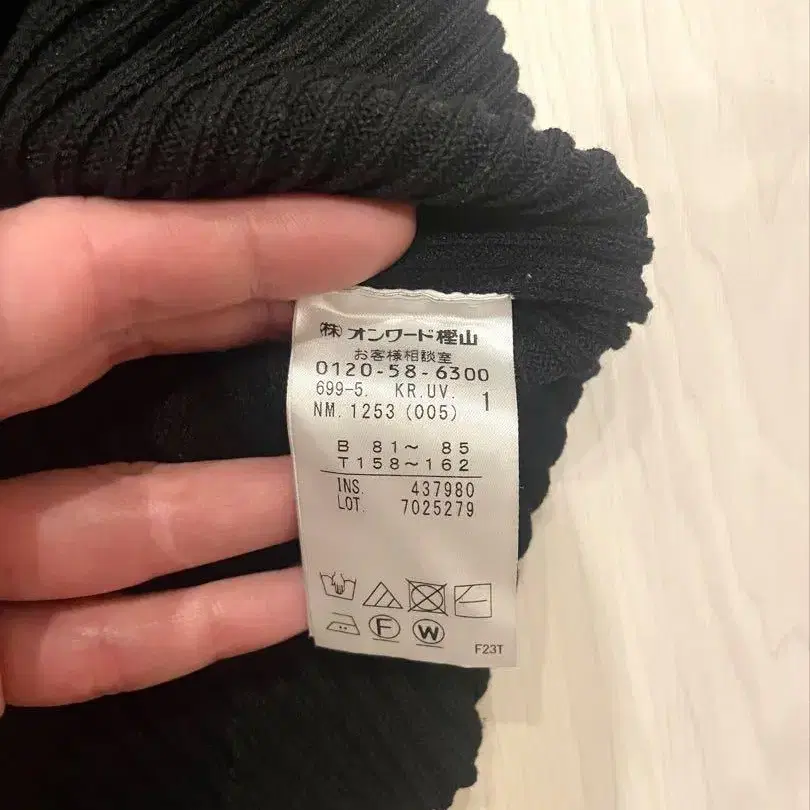 (株) オンワード樫山
お客様相談室
0120-58-6300
699-5. KR.UV. 1
NM. 1253 (005)
B 81~ 85
T158~162
INS. 437980
LOT. 7025279
F
W
F23T